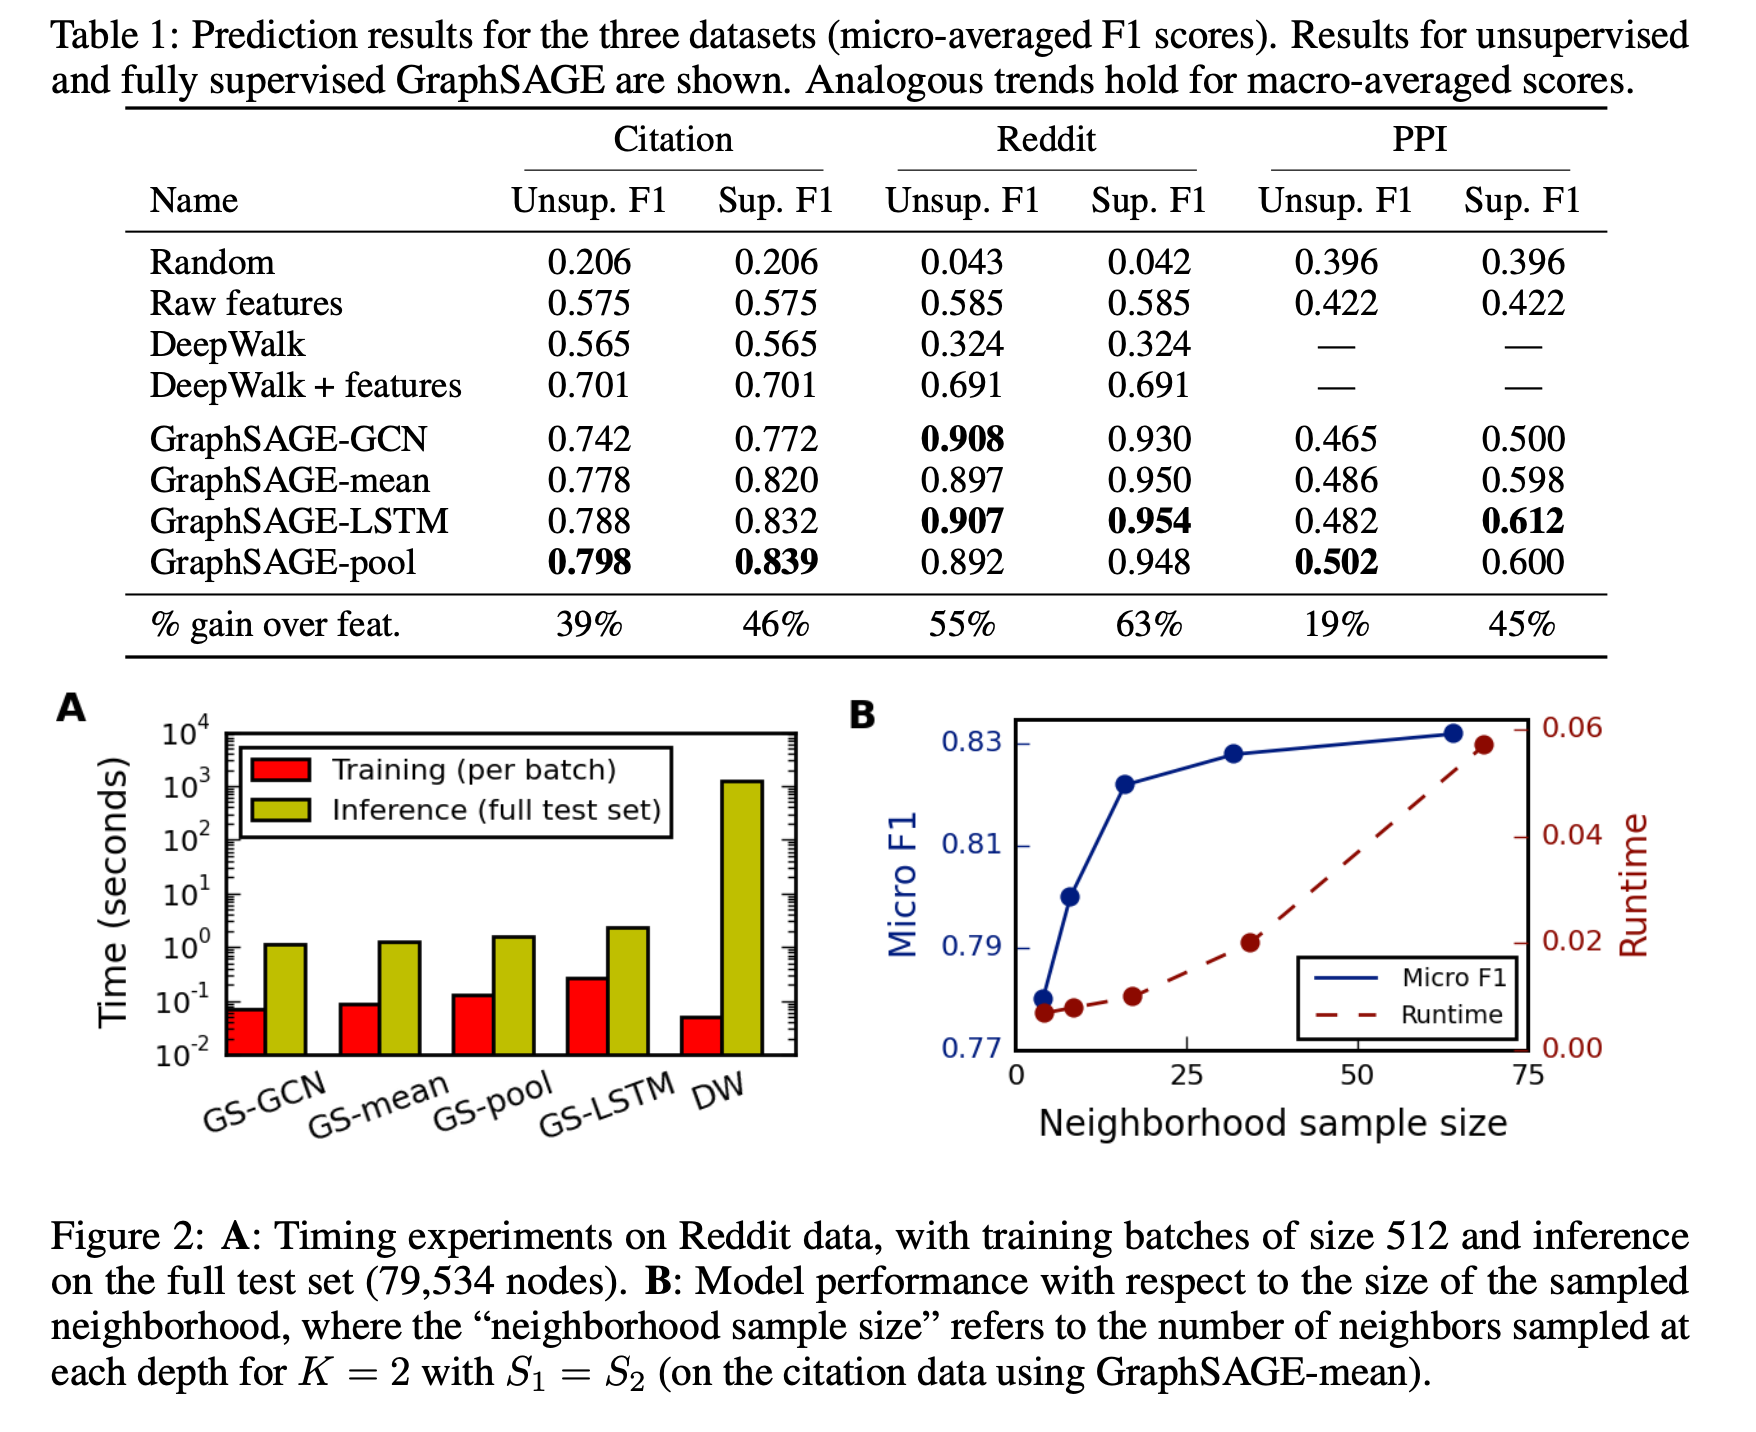 Table 1: Prediction results for the three datasets (micro-averaged F1 scores). Results for unsupervised
and fully supervised GraphSAGE are shown. Analogous trends hold for macro-averaged scores.
Citation Reddit PPI
Name Unsup. F1 Sup. F1 Unsup. F1 Sup. F1 Unsup. F1 Sup. F1
Random 0.206 0.206 0.043 0.042 0.396 0.396
Raw features 0.575 0.575 0.585 0.585 0.422 0.422
DeepWalk 0.565 0.565 0.324 0.324 — —
DeepWalk + features 0.701 0.701 0.691 0.691 — —
GraphSAGE-GCN 0.742 0.772 0.908 0.930 0.465 0.500
GraphSAGE-mean 0.778 0.820 0.897 0.950 0.486 0.598
GraphSAGE-LSTM 0.788 0.832 0.907 0.954 0.482 0.612
GraphSAGE-pool 0.798 0.839 0.892 0.948 0.502 0.600
% gain over feat. 39% 46% 55% 63% 19% 45%
A
Time (seconds)
10⁴
10³
10²
10¹
10⁰
10⁻¹
10⁻²
Training (per batch)
Inference (full test set)
GS-GCN GS-mean GS-pool GS-LSTM DW
B
Micro F1
0.83
0.81
0.79
0.77
0.06
0.04
0.02
0.00
Runtime
Micro F1
Runtime
0 25 50 75
Neighborhood sample size
Figure 2: A: Timing experiments on Reddit data, with training batches of size 512 and inference
on the full test set (79,534 nodes). B: Model performance with respect to the size of the sampled
neighborhood, where the “neighborhood sample size” refers to the number of neighbors sampled at
each depth for K = 2 with S₁ = S₂ (on the citation data using GraphSAGE-mean).